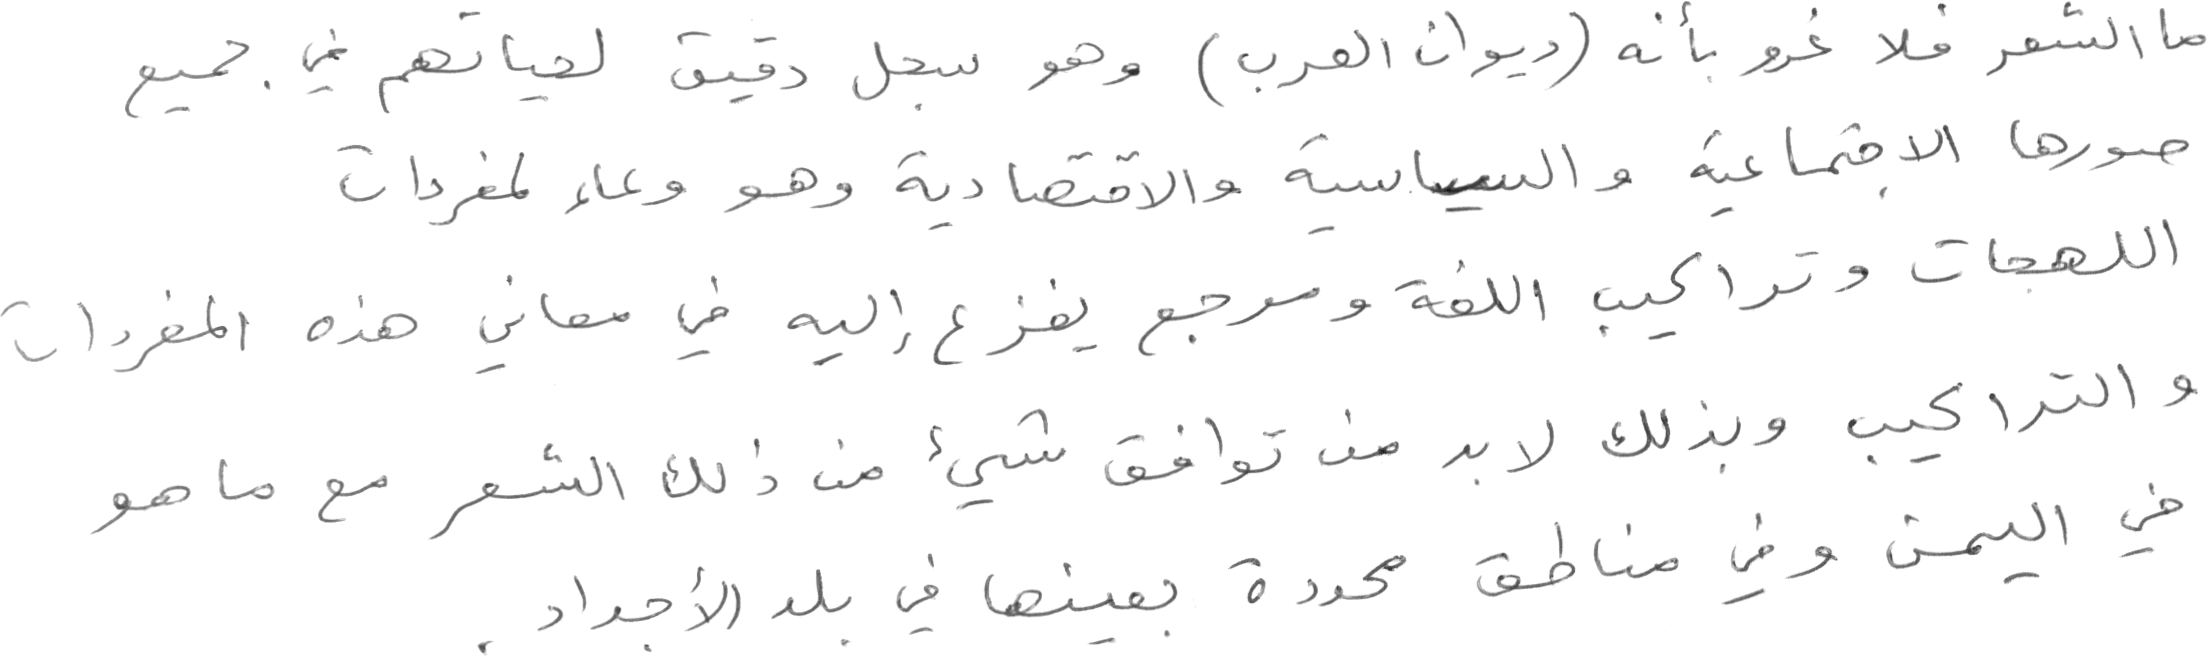 ما الشعر فلا غرو بأنه (ديوان العرب) وهو سجل دقيق لحياتهم في جميع
صورها الاجتماعية والسياسية والاقتصادية وهو وعاء لمفردات
اللهجات وتراكيب اللغة ومرجع يفزع إليه في معاني هذه المفردات
والتراكيب وبذلك لابد من توافق شيء من ذلك الشعر مع ما هو
في اليمن وفي مناطق محددة بعينها في بلد الأجداد .